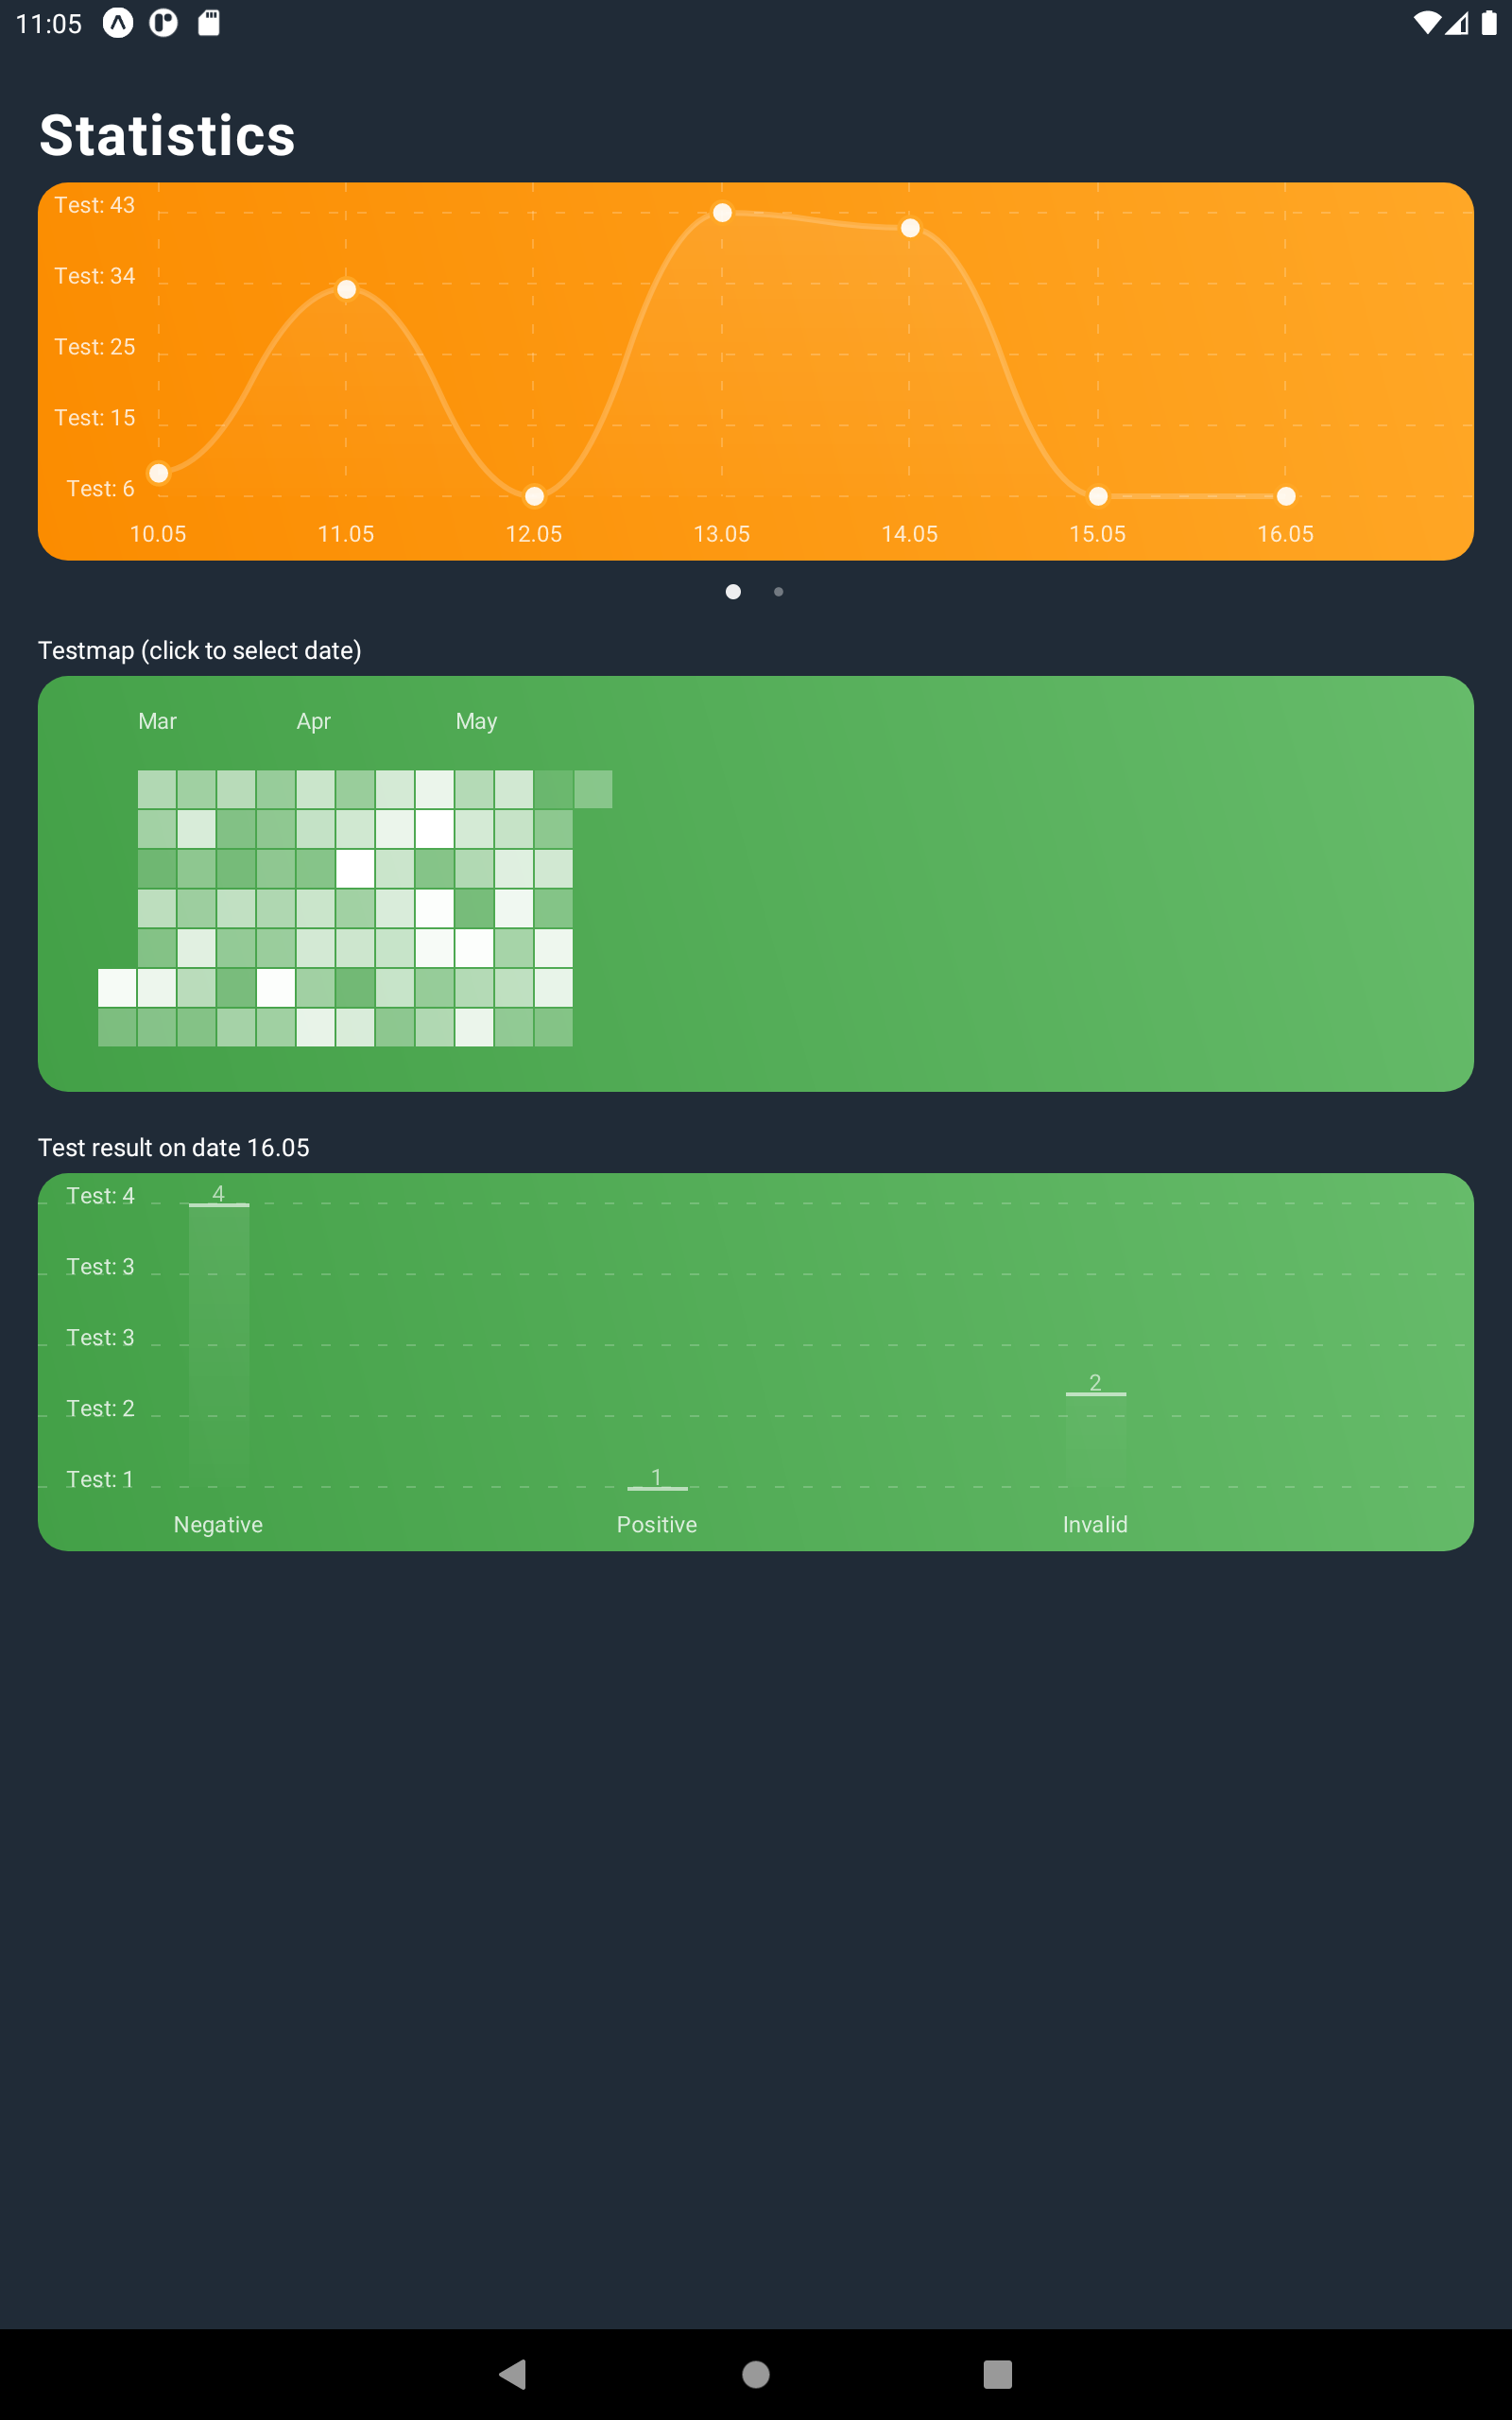 11:05
Statistics
Test: 43
Test: 34
Test: 25
Test: 15
Test: 6
10.05 11.05 12.05 13.05 14.05 15.05 16.05
Testmap (click to select date)
Mar Apr May
Test result on date 16.05
Test: 4 4
Test: 3
Test: 3
2
Test: 2
Test: 1 1
Negative Positive Invalid